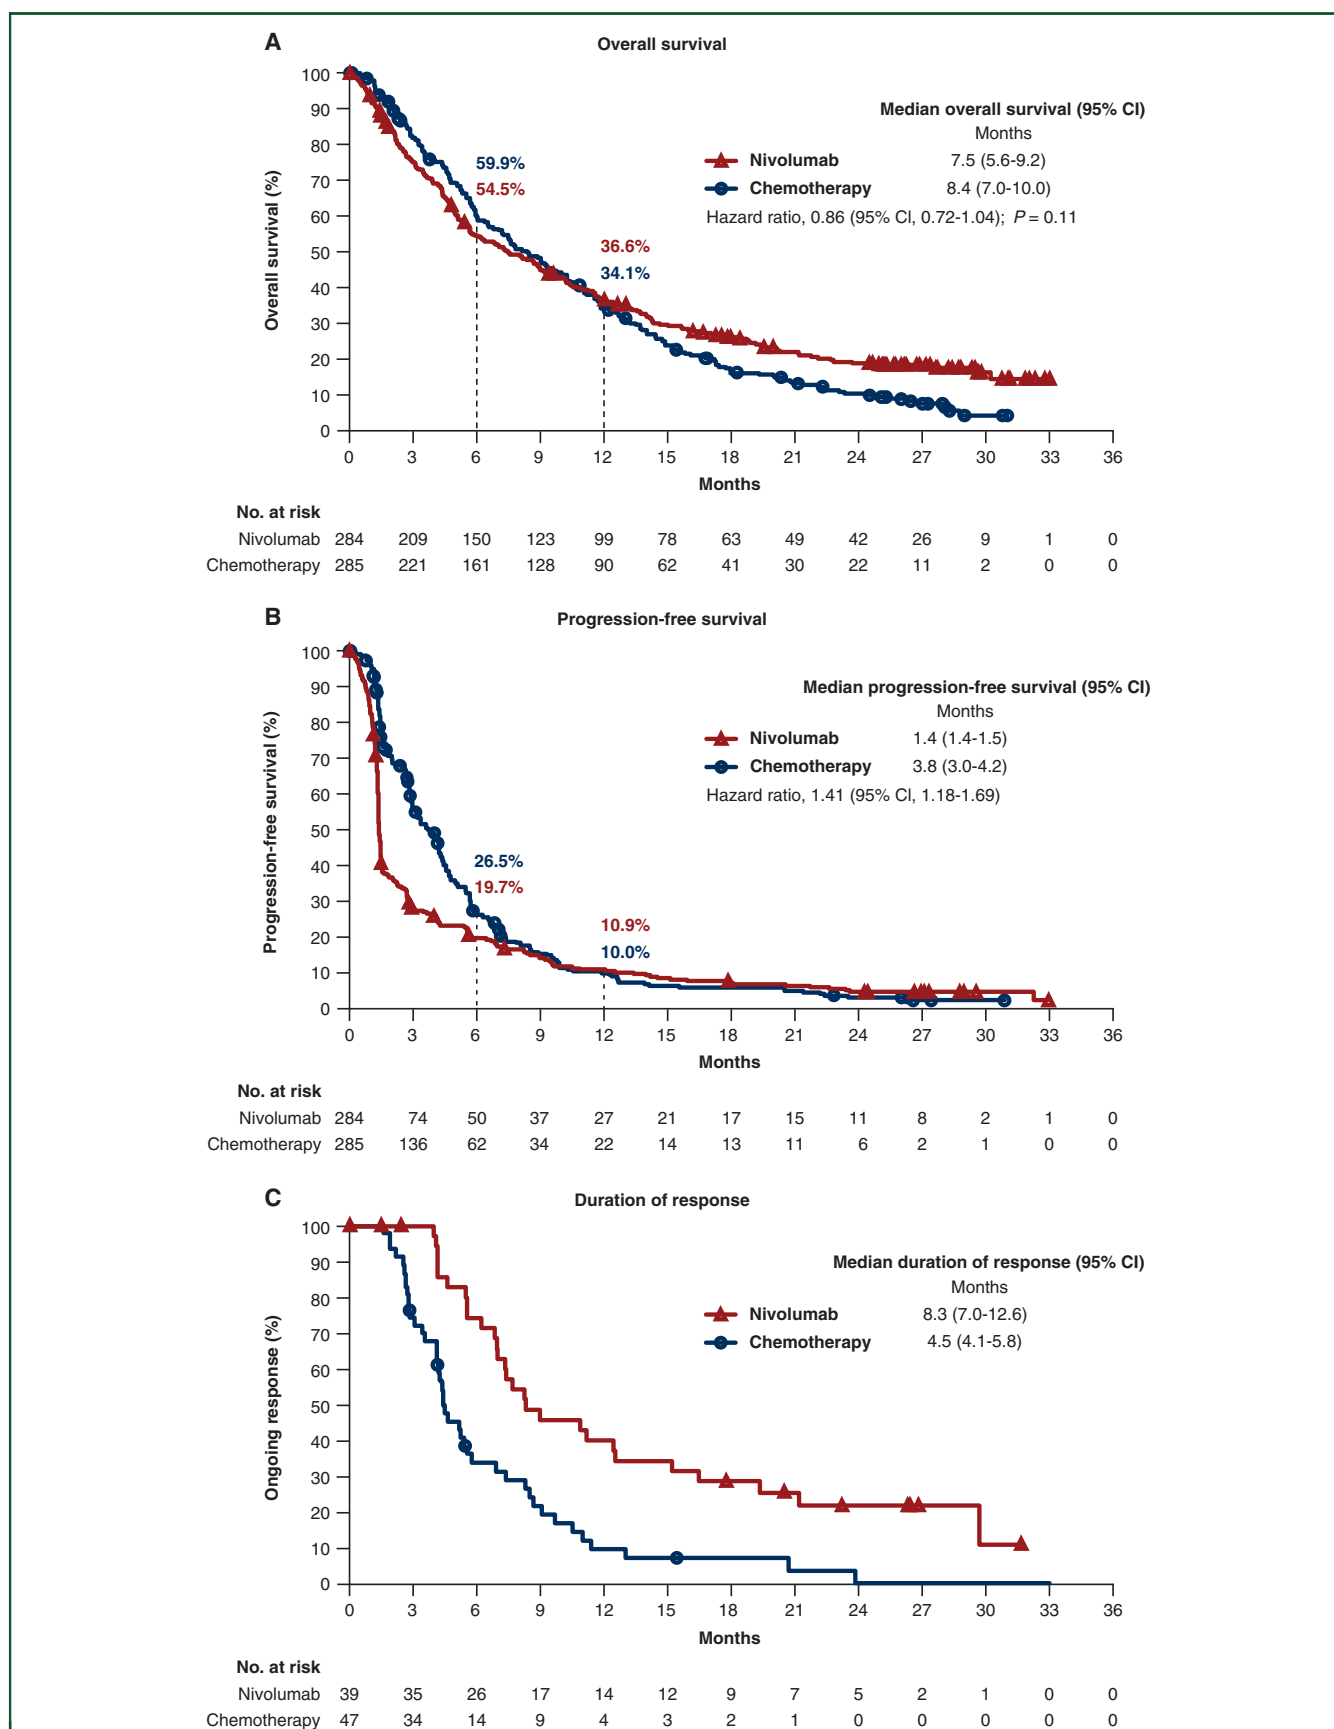 A
Overall survival
Overall survival (%)
100
90
80
70
60
50
40
30
20
10
0
59.9%
54.5%
36.6%
34.1%
Median overall survival (95% CI)
Months
Nivolumab 7.5 (5.6-9.2)
Chemotherapy 8.4 (7.0-10.0)
Hazard ratio, 0.86 (95% CI, 0.72-1.04); P = 0.11
0 3 6 9 12 15 18 21 24 27 30 33 36
Months
No. at risk
Nivolumab 284 209 150 123 99 78 63 49 42 26 9 1 0
Chemotherapy 285 221 161 128 90 62 41 30 22 11 2 0 0
B
Progression-free survival
Progression-free survival (%)
100
90
80
70
60
50
40
30
20
10
0
26.5%
19.7%
10.9%
10.0%
Median progression-free survival (95% CI)
Months
Nivolumab 1.4 (1.4-1.5)
Chemotherapy 3.8 (3.0-4.2)
Hazard ratio, 1.41 (95% CI, 1.18-1.69)
0 3 6 9 12 15 18 21 24 27 30 33 36
Months
No. at risk
Nivolumab 284 74 50 37 27 21 17 15 11 8 2 1 0
Chemotherapy 285 136 62 34 22 14 13 11 6 2 1 0 0
C
Duration of response
Ongoing response (%)
100
90
80
70
60
50
40
30
20
10
0
Median duration of response (95% CI)
Months
Nivolumab 8.3 (7.0-12.6)
Chemotherapy 4.5 (4.1-5.8)
0 3 6 9 12 15 18 21 24 27 30 33 36
Months
No. at risk
Nivolumab 39 35 26 17 14 12 9 7 5 2 1 0 0
Chemotherapy 47 34 14 9 4 3 2 1 0 0 0 0 0